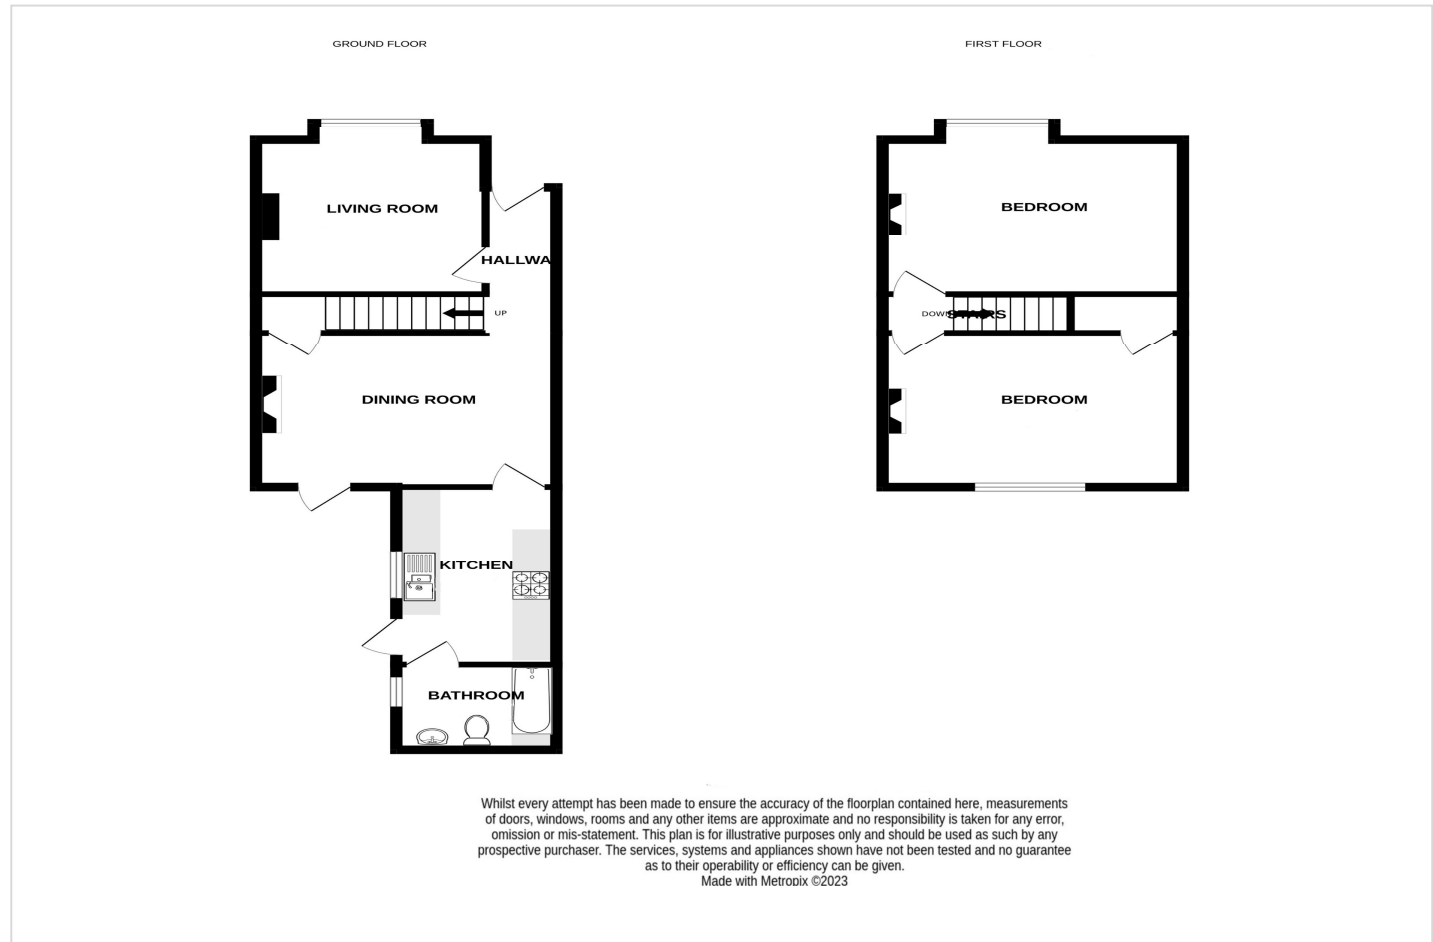 GROUND FLOOR
FIRST FLOOR
LIVING ROOM
BEDROOM
HALLWA
UP
DOWN
STAIRS
DINING ROOM
BEDROOM
KITCHEN
BATHROOM
Whilst every attempt has been made to ensure the accuracy of the floorplan contained here, measurements
of doors, windows, rooms and any other items are approximate and no responsibility is taken for any error,
omission or mis-statement. This plan is for illustrative purposes only and should be used as such by any
prospective purchaser. The services, systems and appliances shown have not been tested and no guarantee
as to their operability or efficiency can be given.
Made with Metropix ©2023